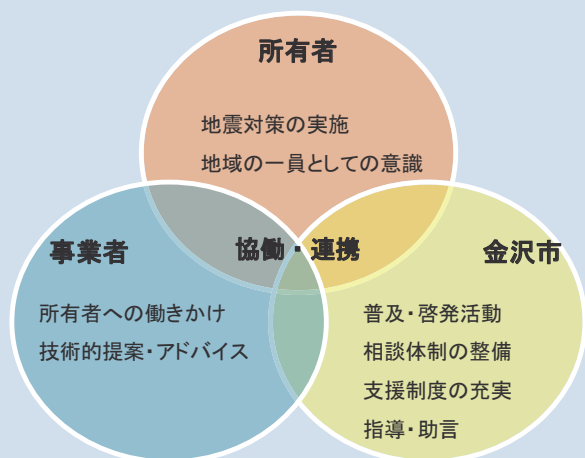 所有者
地震対策の実施
地域の一員としての意識
事業者
協働・連携
金沢市
所有者への働きかけ
技術的提案・アドバイス
普及・啓発活動
相談体制の整備
支援制度の充実
指導・助言